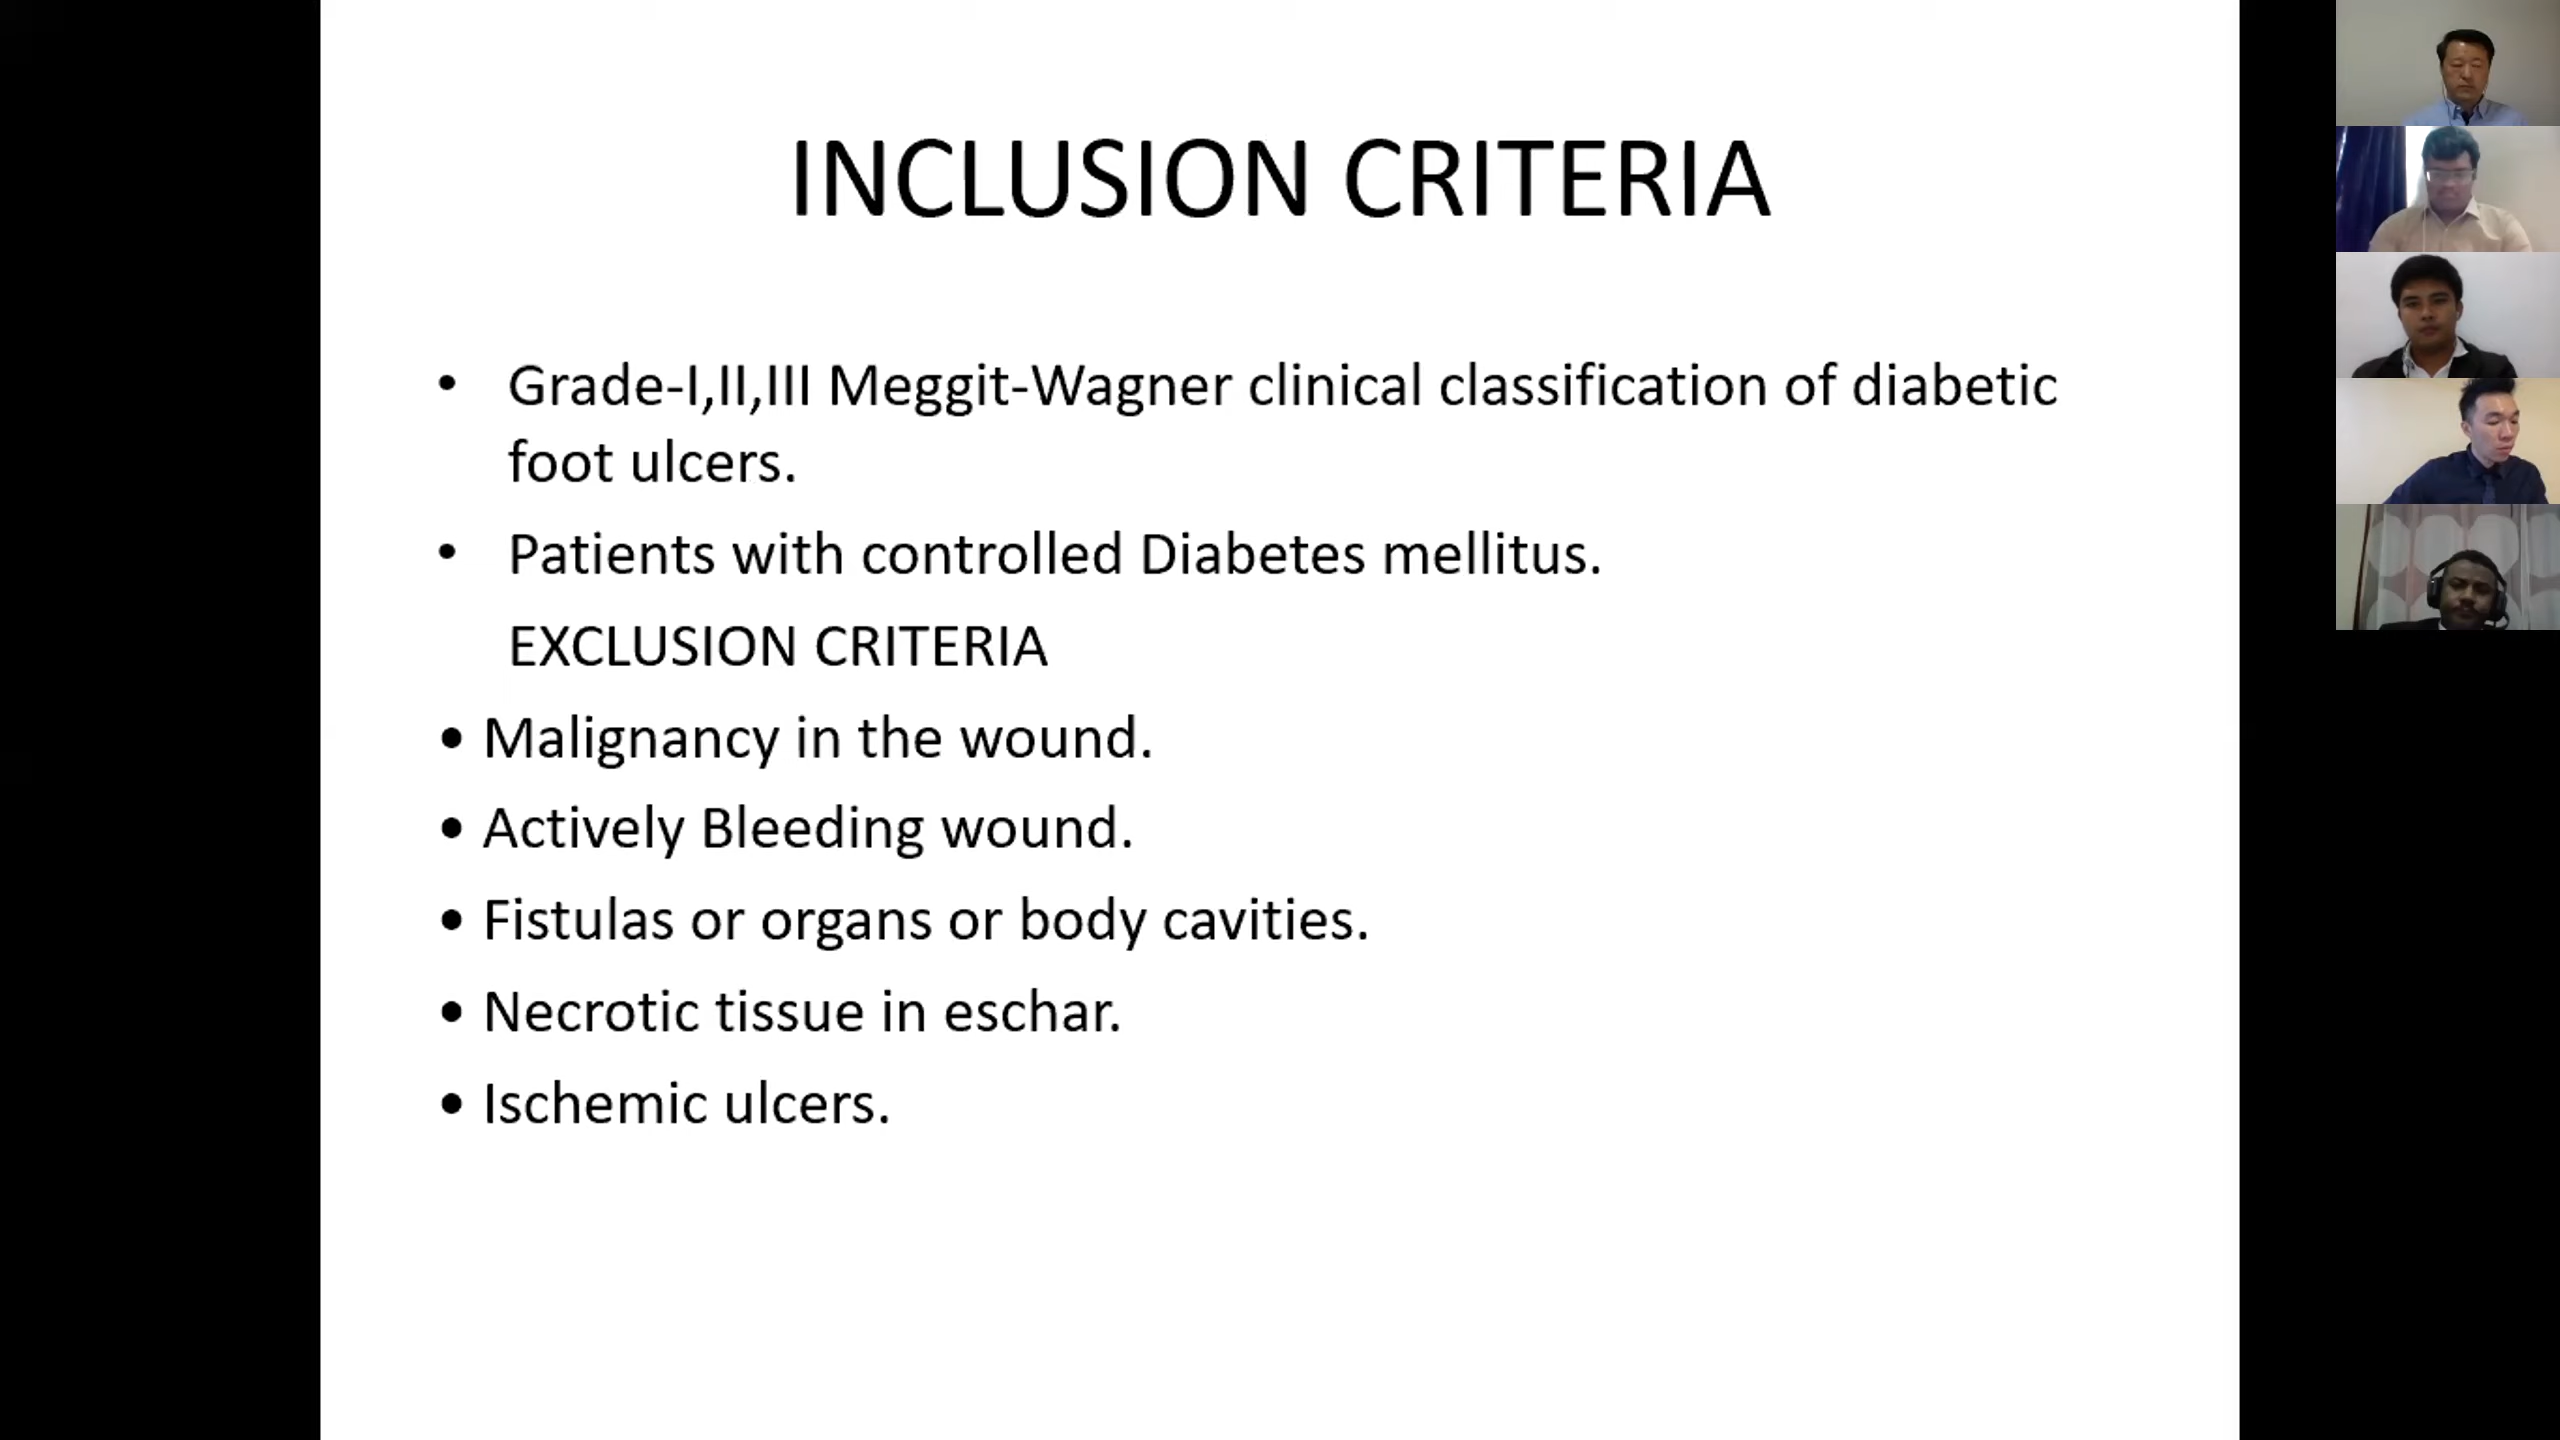 INCLUSION CRITERIA
• Grade-I,II,III Meggit-Wagner clinical classification of diabetic
foot ulcers.
• Patients with controlled Diabetes mellitus.
EXCLUSION CRITERIA
• Malignancy in the wound.
• Actively Bleeding wound.
• Fistulas or organs or body cavities.
• Necrotic tissue in eschar.
• Ischemic ulcers.